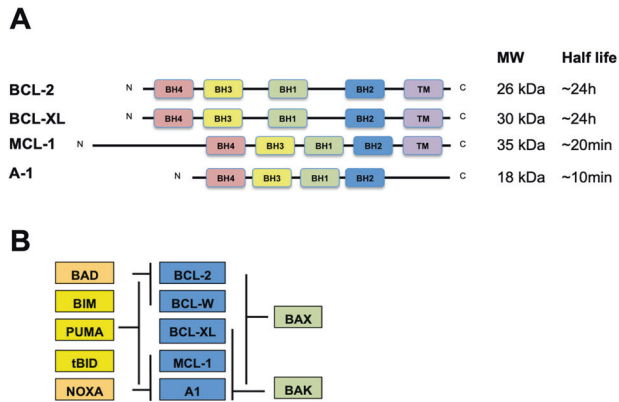 A
MW Half life
BCL-2 N BH4 BH3 BH1 BH2 TM C 26 kDa ~24h
BCL-XL N BH4 BH3 BH1 BH2 TM C 30 kDa ~24h
MCL-1 N BH4 BH3 BH1 BH2 TM C 35 kDa ~20min
A-1 N BH4 BH3 BH1 BH2 C 18 kDa ~10min
B
BAD BCL-2
BIM BCL-W BAX
PUMA BCL-XL
tBID MCL-1
NOXA A1 BAK